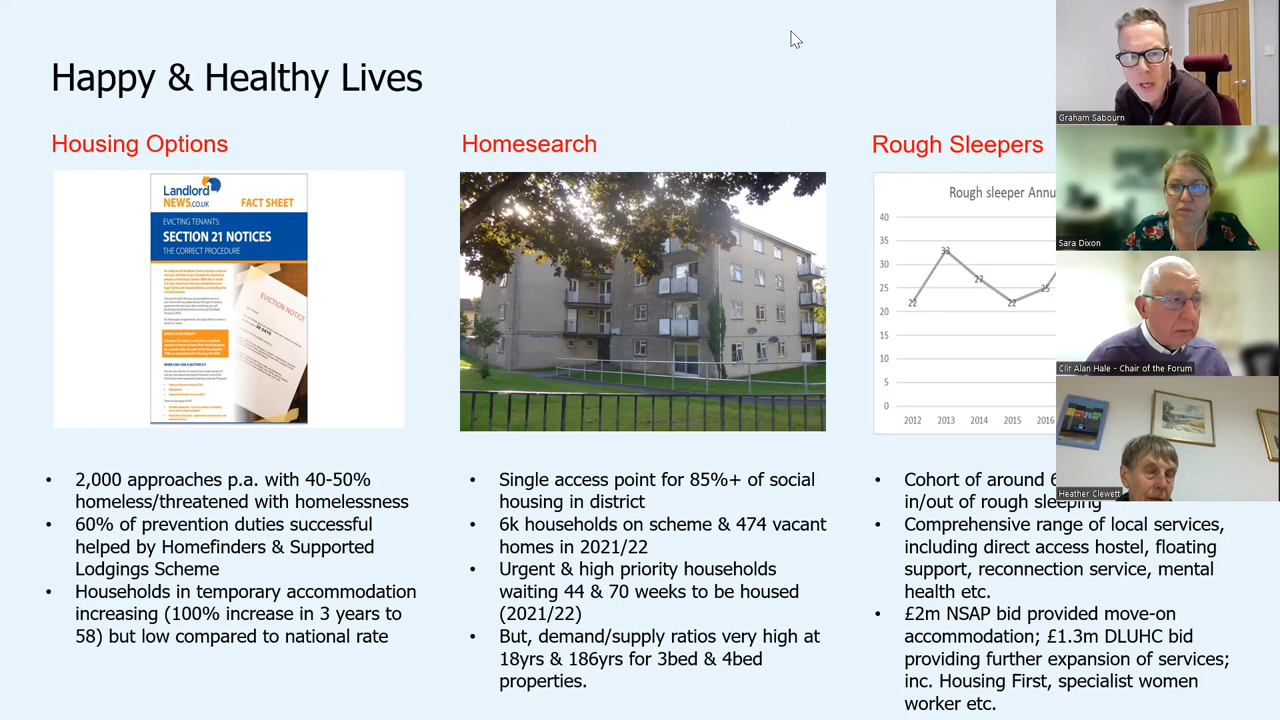 Happy & Healthy Lives
Housing Options
Landlord
NEWS.CO.UK
FACT SHEET
EVICTING TENANTS:
SECTION 21 NOTICES
THE CORRECT PROCEDURE
EVICTION NOTICE
• 2,000 approaches p.a. with 40-50%
homeless/threatened with homelessness
• 60% of prevention duties successful
helped by Homefinders & Supported
Lodgings Scheme
• Households in temporary accommodation
increasing (100% increase in 3 years to
58) but low compared to national rate
Homesearch
• Single access point for 85%+ of social
housing in district
• 6k households on scheme & 474 vacant
homes in 2021/22
• Urgent & high priority households
waiting 44 & 70 weeks to be housed
(2021/22)
• But, demand/supply ratios very high at
18yrs & 186yrs for 3bed & 4bed
properties.
Rough Sleepers
Rough sleeper Annu
40
35
30
25
20
15
10
5
0
33
22
2012 2013 2014 2015 2016
• Cohort of around 6
in/out of rough sleeping
• Comprehensive range of local services,
including direct access hostel, floating
support, reconnection service, mental
health etc.
• £2m NSAP bid provided move-on
accommodation; £1.3m DLUHC bid
providing further expansion of services;
inc. Housing First, specialist women
worker etc.
Graham Sabourn
Sara Dixon
Cllr Alan Hale - Chair of the Forum
Heather Clewett